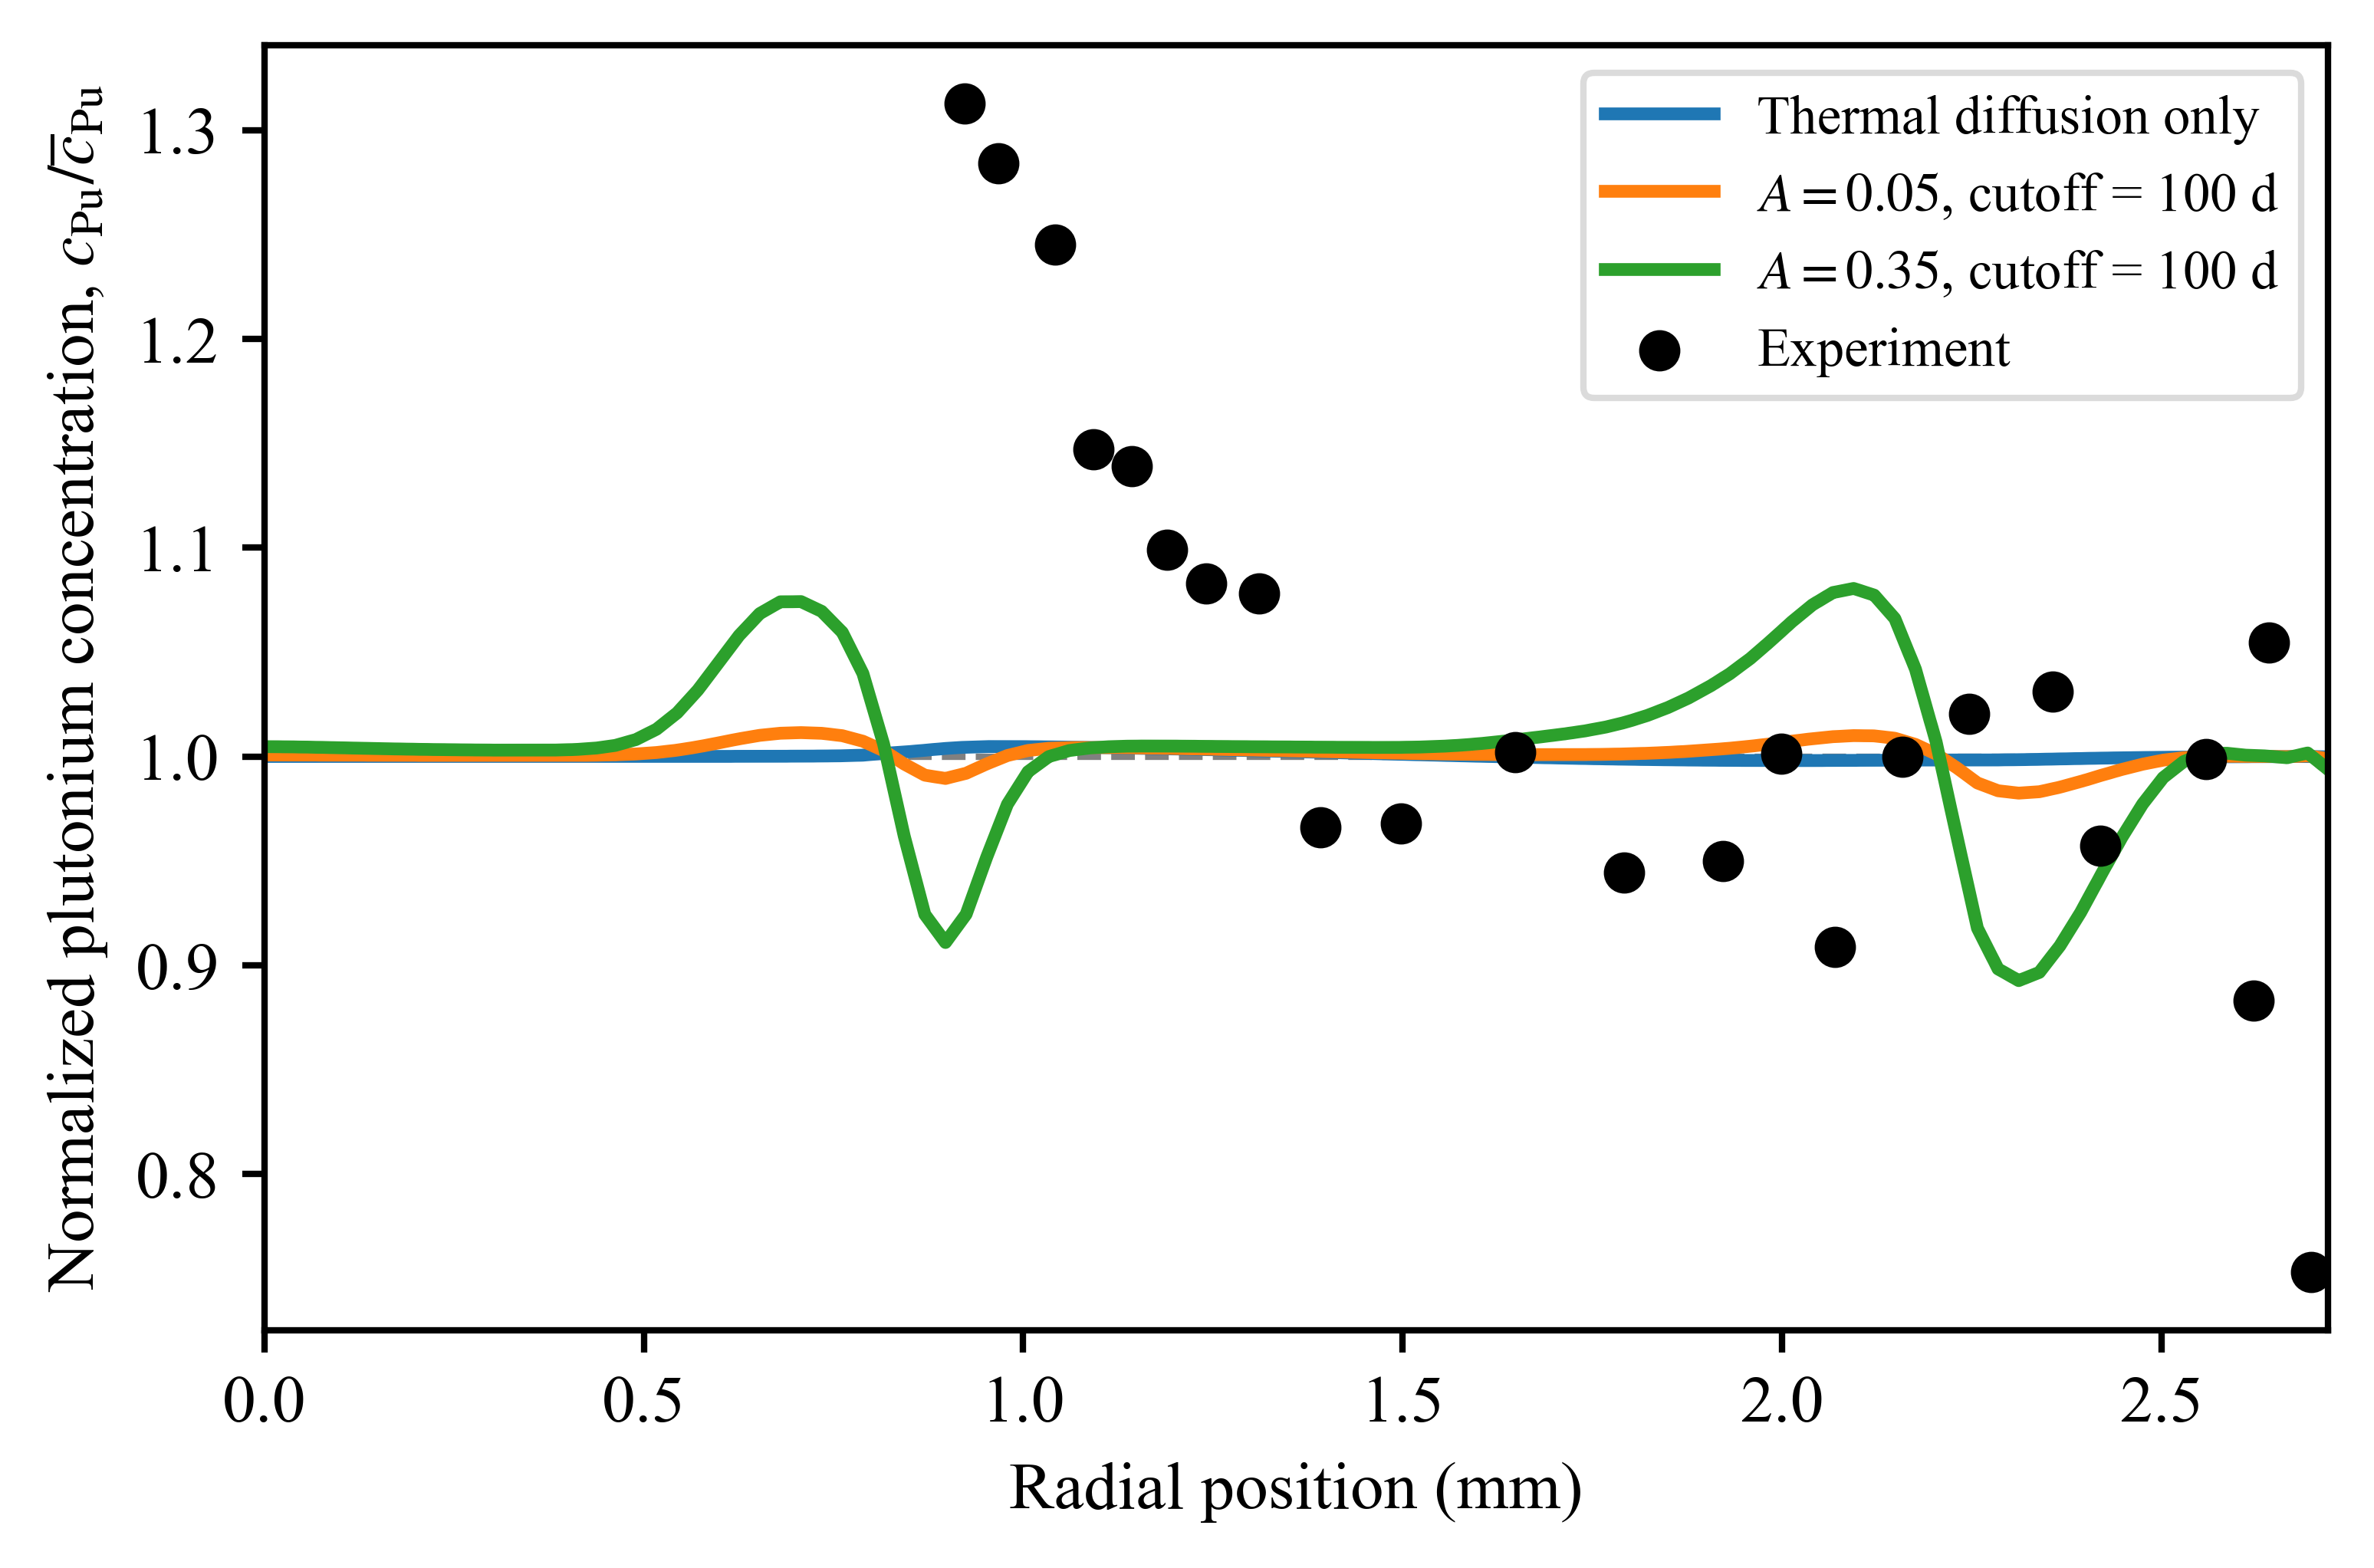 Normalized plutonium concentration, c_Pu/c̅_Pu
1.3
1.2
1.1
1.0
0.9
0.8
Thermal diffusion only
A = 0.05, cutoff = 100 d
A = 0.35, cutoff = 100 d
Experiment
0.0 0.5 1.0 1.5 2.0 2.5
Radial position (mm)